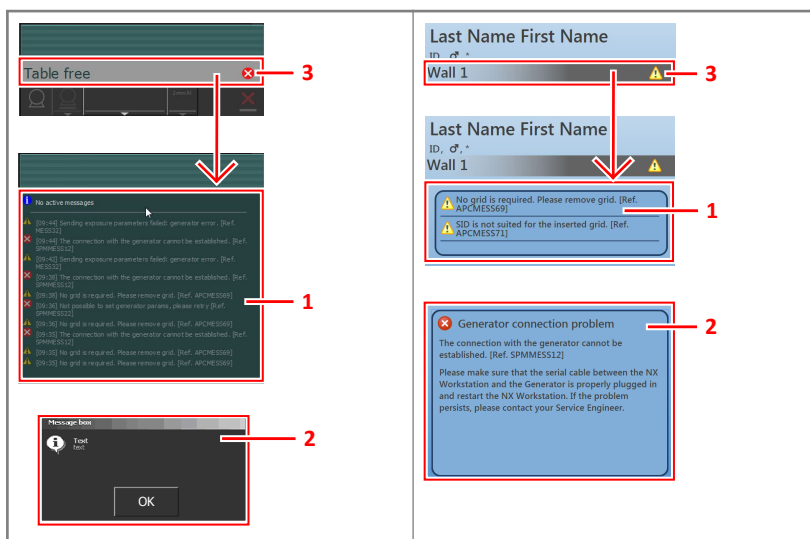 Table free
3
ZoomAll
No active messages
[09:44] Sending exposure parameters failed: generator error. [Ref.
MESS32]
[09:44] The connection with the generator cannot be established. [Ref.
SPMMESS12]
[09:42] Sending exposure parameters failed: generator error. [Ref.
MESS32]
[09:38] The connection with the generator cannot be established. [Ref.
SPMMESS12]
[09:38] No grid is required. Please remove grid. [Ref. APCMESS69]
[09:36] Not possible to set generator params, please retry [Ref.
SPMMESS22]
[09:36] No grid is required. Please remove grid. [Ref. APCMESS69]
[09:35] The connection with the generator cannot be established. [Ref.
SPMMESS12]
[09:35] No grid is required. Please remove grid. [Ref. APCMESS69]
[09:35] No grid is required. Please remove grid. [Ref. APCMESS69]
1
Message box
Text
text
OK
2
Last Name First Name
ID, ♂, *
Wall 1
3
Last Name First Name
ID, ♂, *
Wall 1
No grid is required. Please remove grid. [Ref.
APCMESS69]
SID is not suited for the inserted grid. [Ref.
APCMESS71]
1
Generator connection problem
The connection with the generator cannot be
established. [Ref. SPMMESS12]
Please make sure that the serial cable between the NX
Workstation and the Generator is properly plugged in
and restart the NX Workstation. If the problem
persists, please contact your Service Engineer.
2